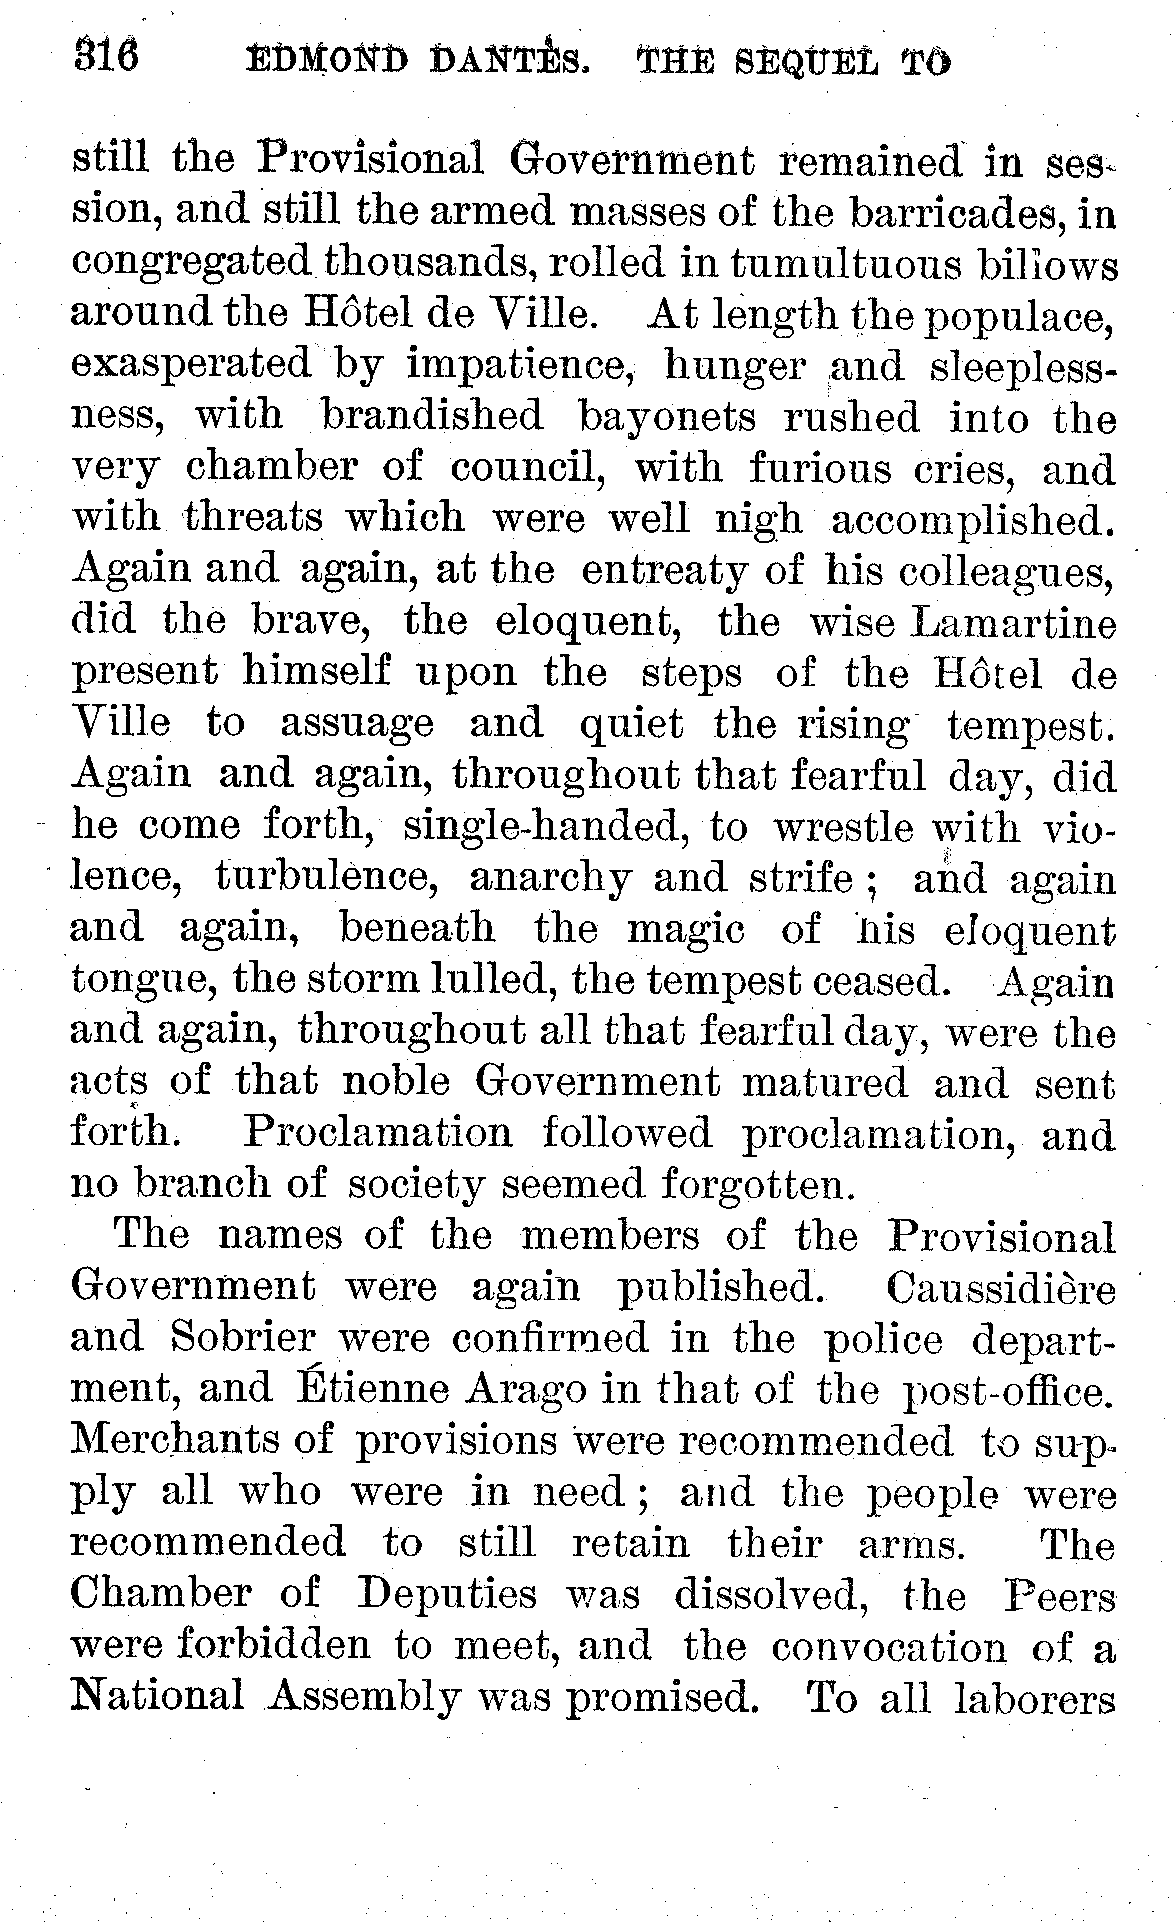 316 EDMOND DANTÈS. THE SEQUEL TO
still the Provisional Government remained in ses-
sion, and still the armed masses of the barricades, in
congregated thousands, rolled in tumultuous billows
around the Hôtel de Ville. At length the populace,
exasperated by impatience, hunger and sleepless-
ness, with brandished bayonets rushed into the
very chamber of council, with furious cries, and
with threats which were well nigh accomplished.
Again and again, at the entreaty of his colleagues,
did the brave, the eloquent, the wise Lamartine
present himself upon the steps of the Hôtel de
Ville to assuage and quiet the rising tempest.
Again and again, throughout that fearful day, did
he come forth, single-handed, to wrestle with vio-
lence, turbulence, anarchy and strife ; and again
and again, beneath the magic of his eloquent
tongue, the storm lulled, the tempest ceased. Again
and again, throughout all that fearful day, were the
acts of that noble Government matured and sent
forth. Proclamation followed proclamation, and
no branch of society seemed forgotten.
The names of the members of the Provisional
Government were again published. Caussidière
and Sobrier were confirmed in the police depart-
ment, and Étienne Arago in that of the post-office.
Merchants of provisions were recommended to sup-
ply all who were in need ; and the people were
recommended to still retain their arms. The
Chamber of Deputies was dissolved, the Peers
were forbidden to meet, and the convocation of a
National Assembly was promised. To all laborers